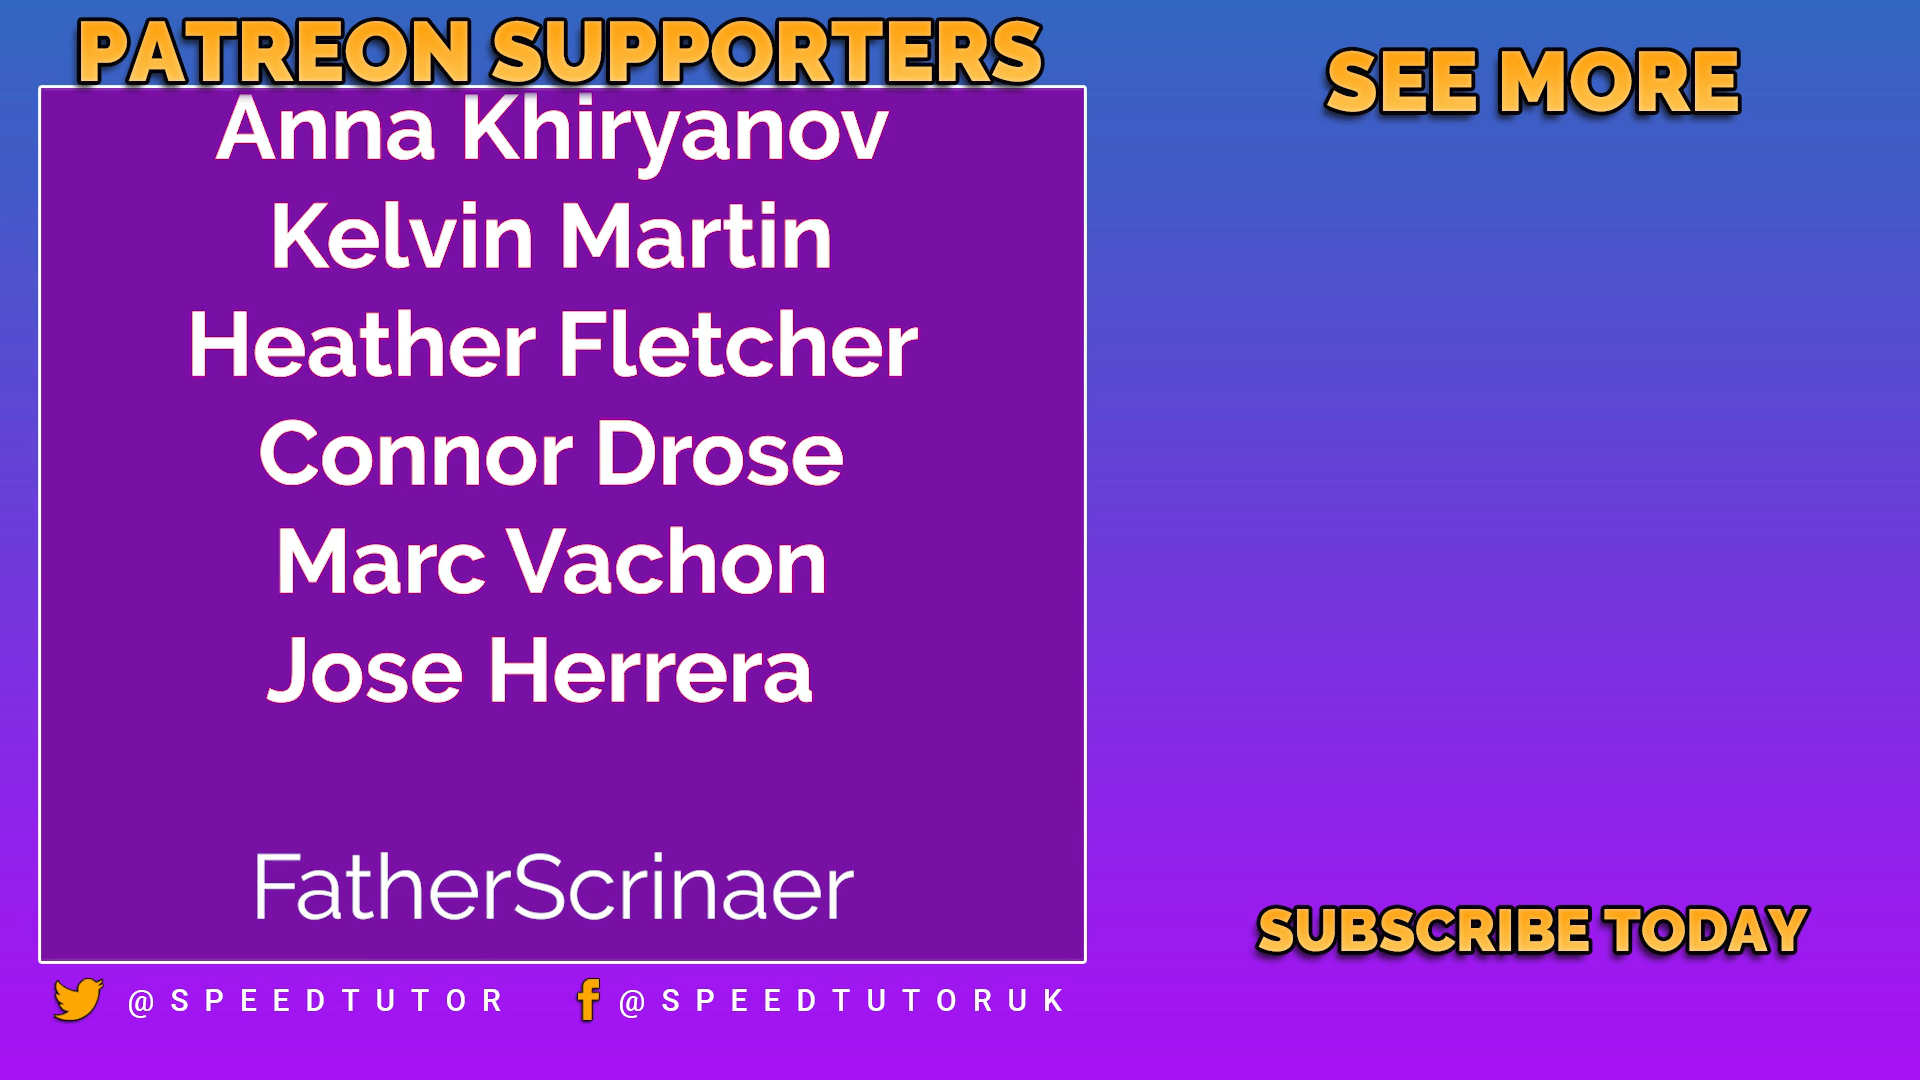 PATREON SUPPORTERS
Anna Khiryanov
Kelvin Martin
Heather Fletcher
Connor Drose
Marc Vachon
Jose Herrera
FatherScrinaer
@SPEEDTUTOR
@SPEEDTUTORUK
SEE MORE
SUBSCRIBE TODAY